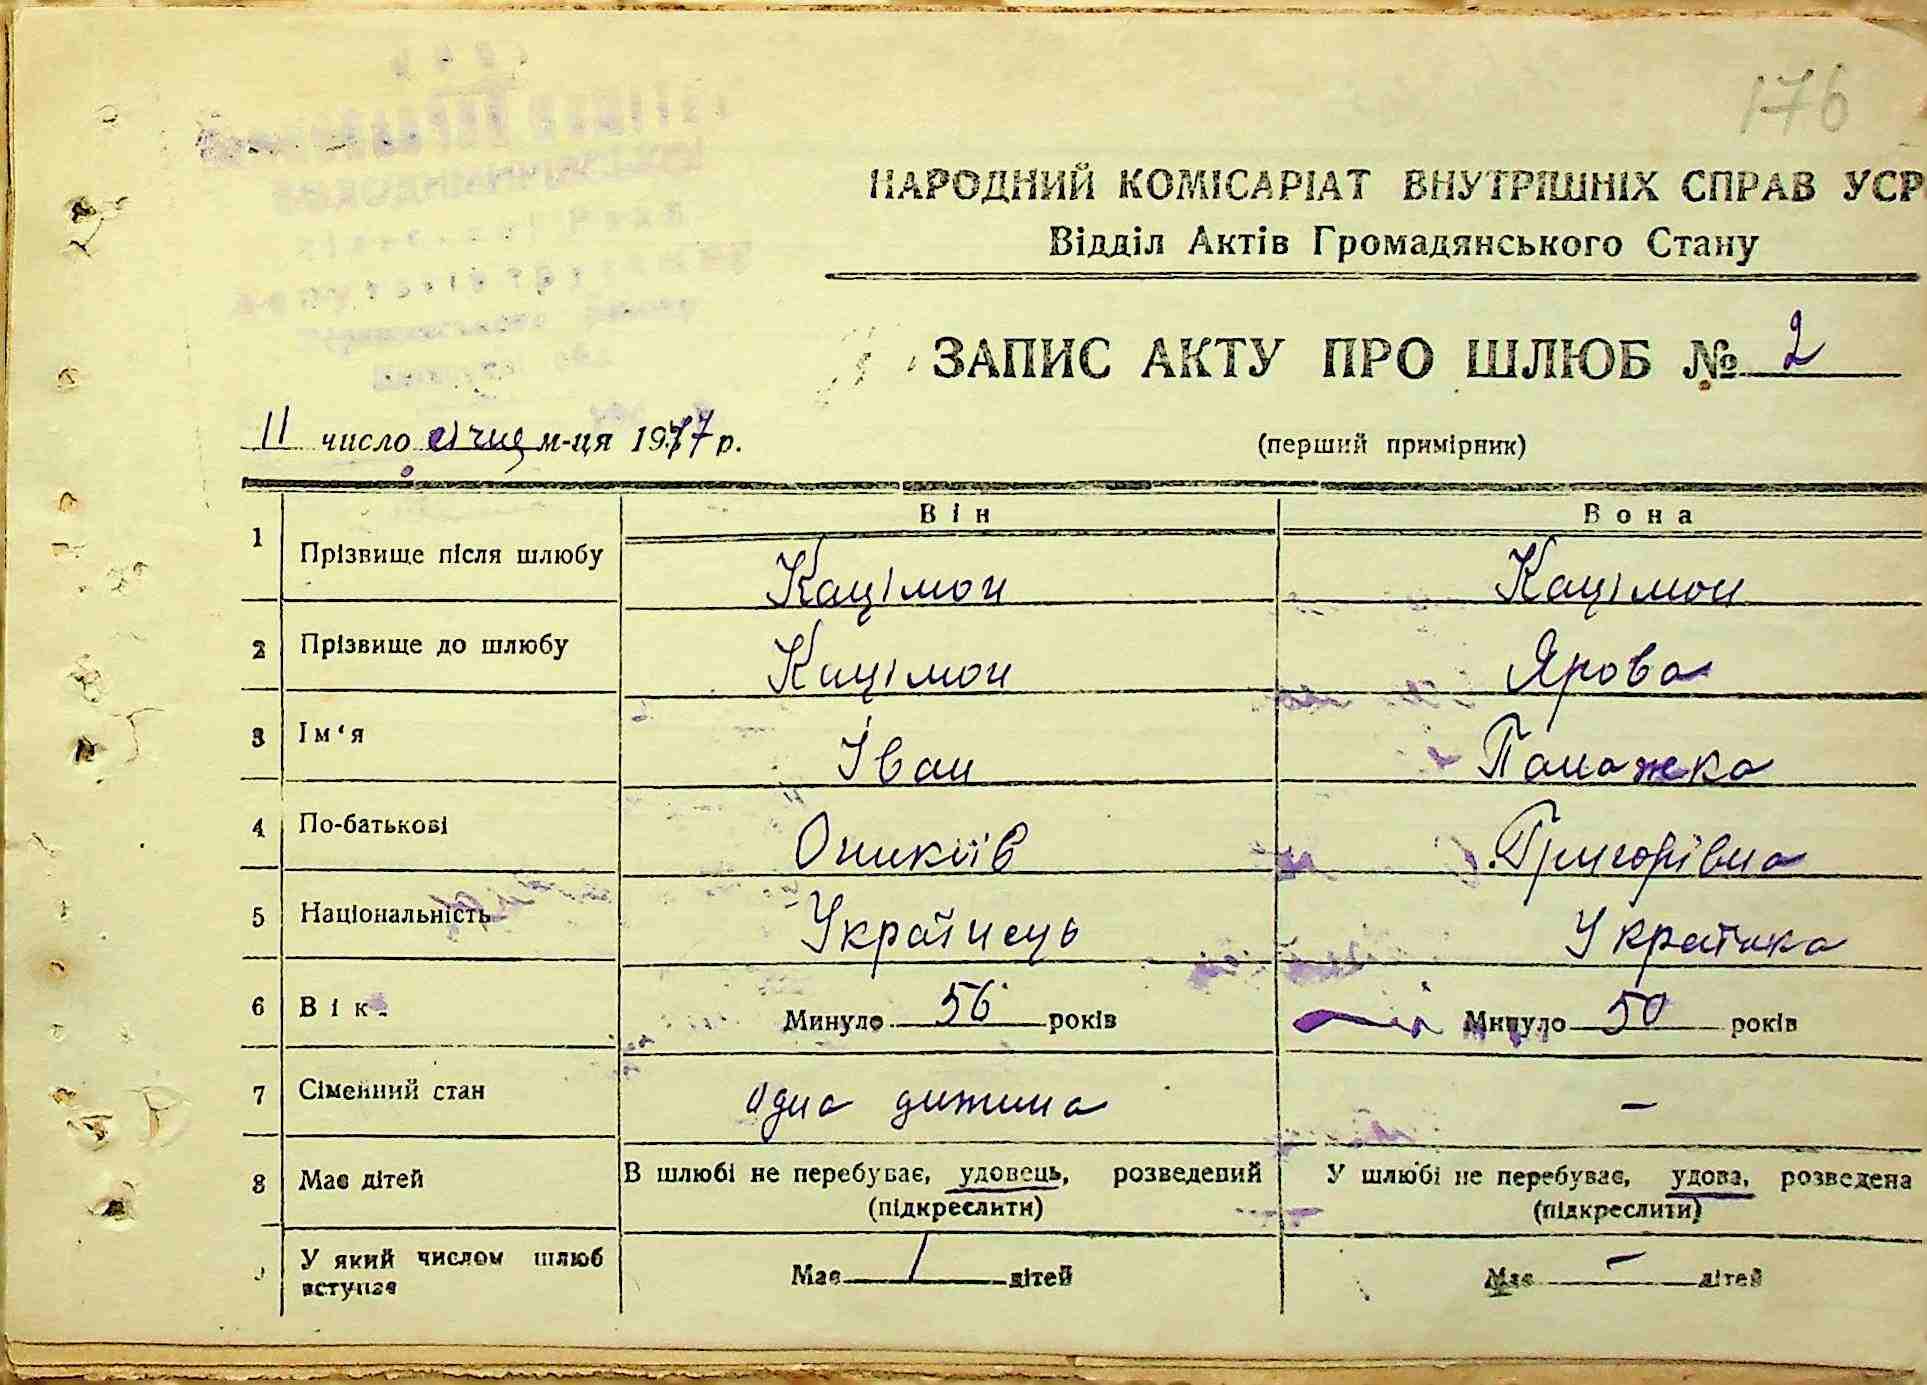 176
НАРОДНИЙ КОМІСАРІАТ ВНУТРІШНІХ СПРАВ УСР
Відділ Актів Громадянського Стану
ЗАПИС АКТУ ПРО ШЛЮБ № 2
11 число січня м-ця 1947 р.
(перший примірник)
Він Вона
1 Прізвище після шлюбу Кацімон Кацімон
2 Прізвище до шлюбу Кацімон Ярова
3 Ім'я Іван Палажка
4 По-батькові Оникіїв Григорівна
5 Національність Українець Українка
6 Вік Минуло 56 років Минуло 50 років
7 Сімейний стан одна дитина –
8 Має дітей В шлюбі не перебуває, удовець, розведений У шлюбі не перебуває, удова, розведена
(підкреслити) (підкреслити)
У який числом шлюб вступає Має 1 дітей Має – дітей